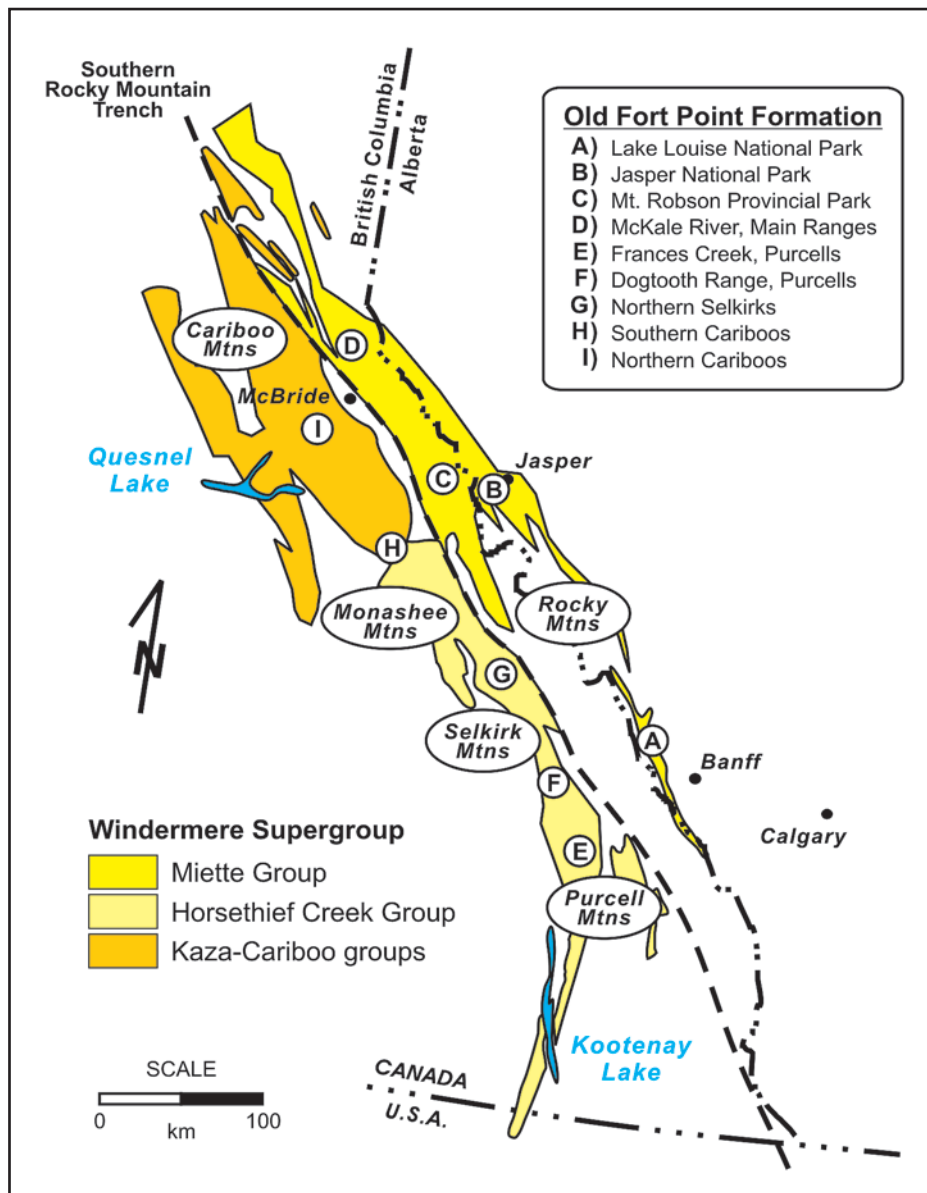 Southern
Rocky Mountain
Trench
British Columbia
Alberta
Old Fort Point Formation
A) Lake Louise National Park
B) Jasper National Park
C) Mt. Robson Provincial Park
D) McKale River, Main Ranges
E) Frances Creek, Purcells
F) Dogtooth Range, Purcells
G) Northern Selkirks
H) Southern Cariboos
I) Northern Cariboos
Cariboo
Mtns
D
McBride
I
Quesnel
Lake
C
B
Jasper
H
N
Monashee
Mtns
Rocky
Mtns
G
Selkirk
Mtns
A
Banff
F
Calgary
E
Purcell
Mtns
Windermere Supergroup
Miette Group
Horsethief Creek Group
Kaza-Cariboo groups
Kootenay
Lake
SCALE
0 100
km
CANADA
U.S.A.